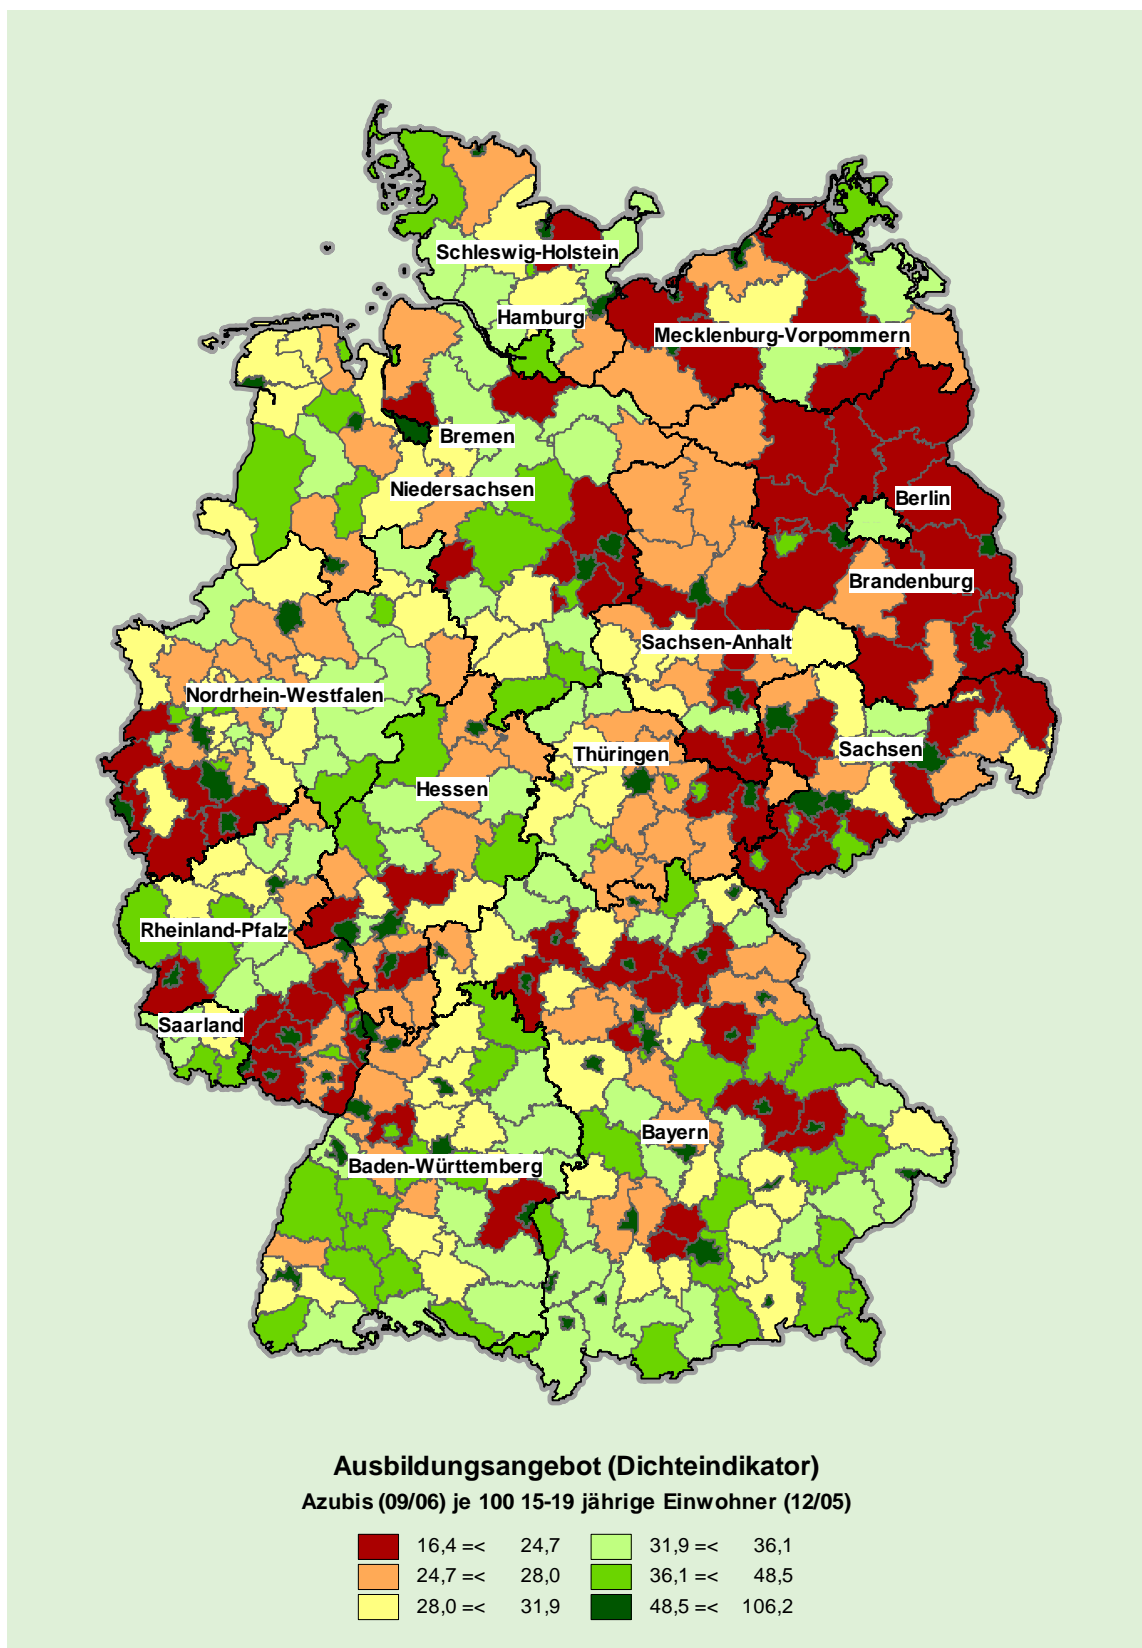 Schleswig-Holstein
Hamburg
Mecklenburg-Vorpommern
Bremen
Niedersachsen
Berlin
Brandenburg
Sachsen-Anhalt
Nordrhein-Westfalen
Sachsen
Thüringen
Hessen
Rheinland-Pfalz
Saarland
Bayern
Baden-Württemberg
Ausbildungsangebot (Dichteindikator)
Azubis (09/06) je 100 15-19 jährige Einwohner (12/05)
16,4 =< 24,7
24,7 =< 28,0
28,0 =< 31,9
31,9 =< 36,1
36,1 =< 48,5
48,5 =< 106,2